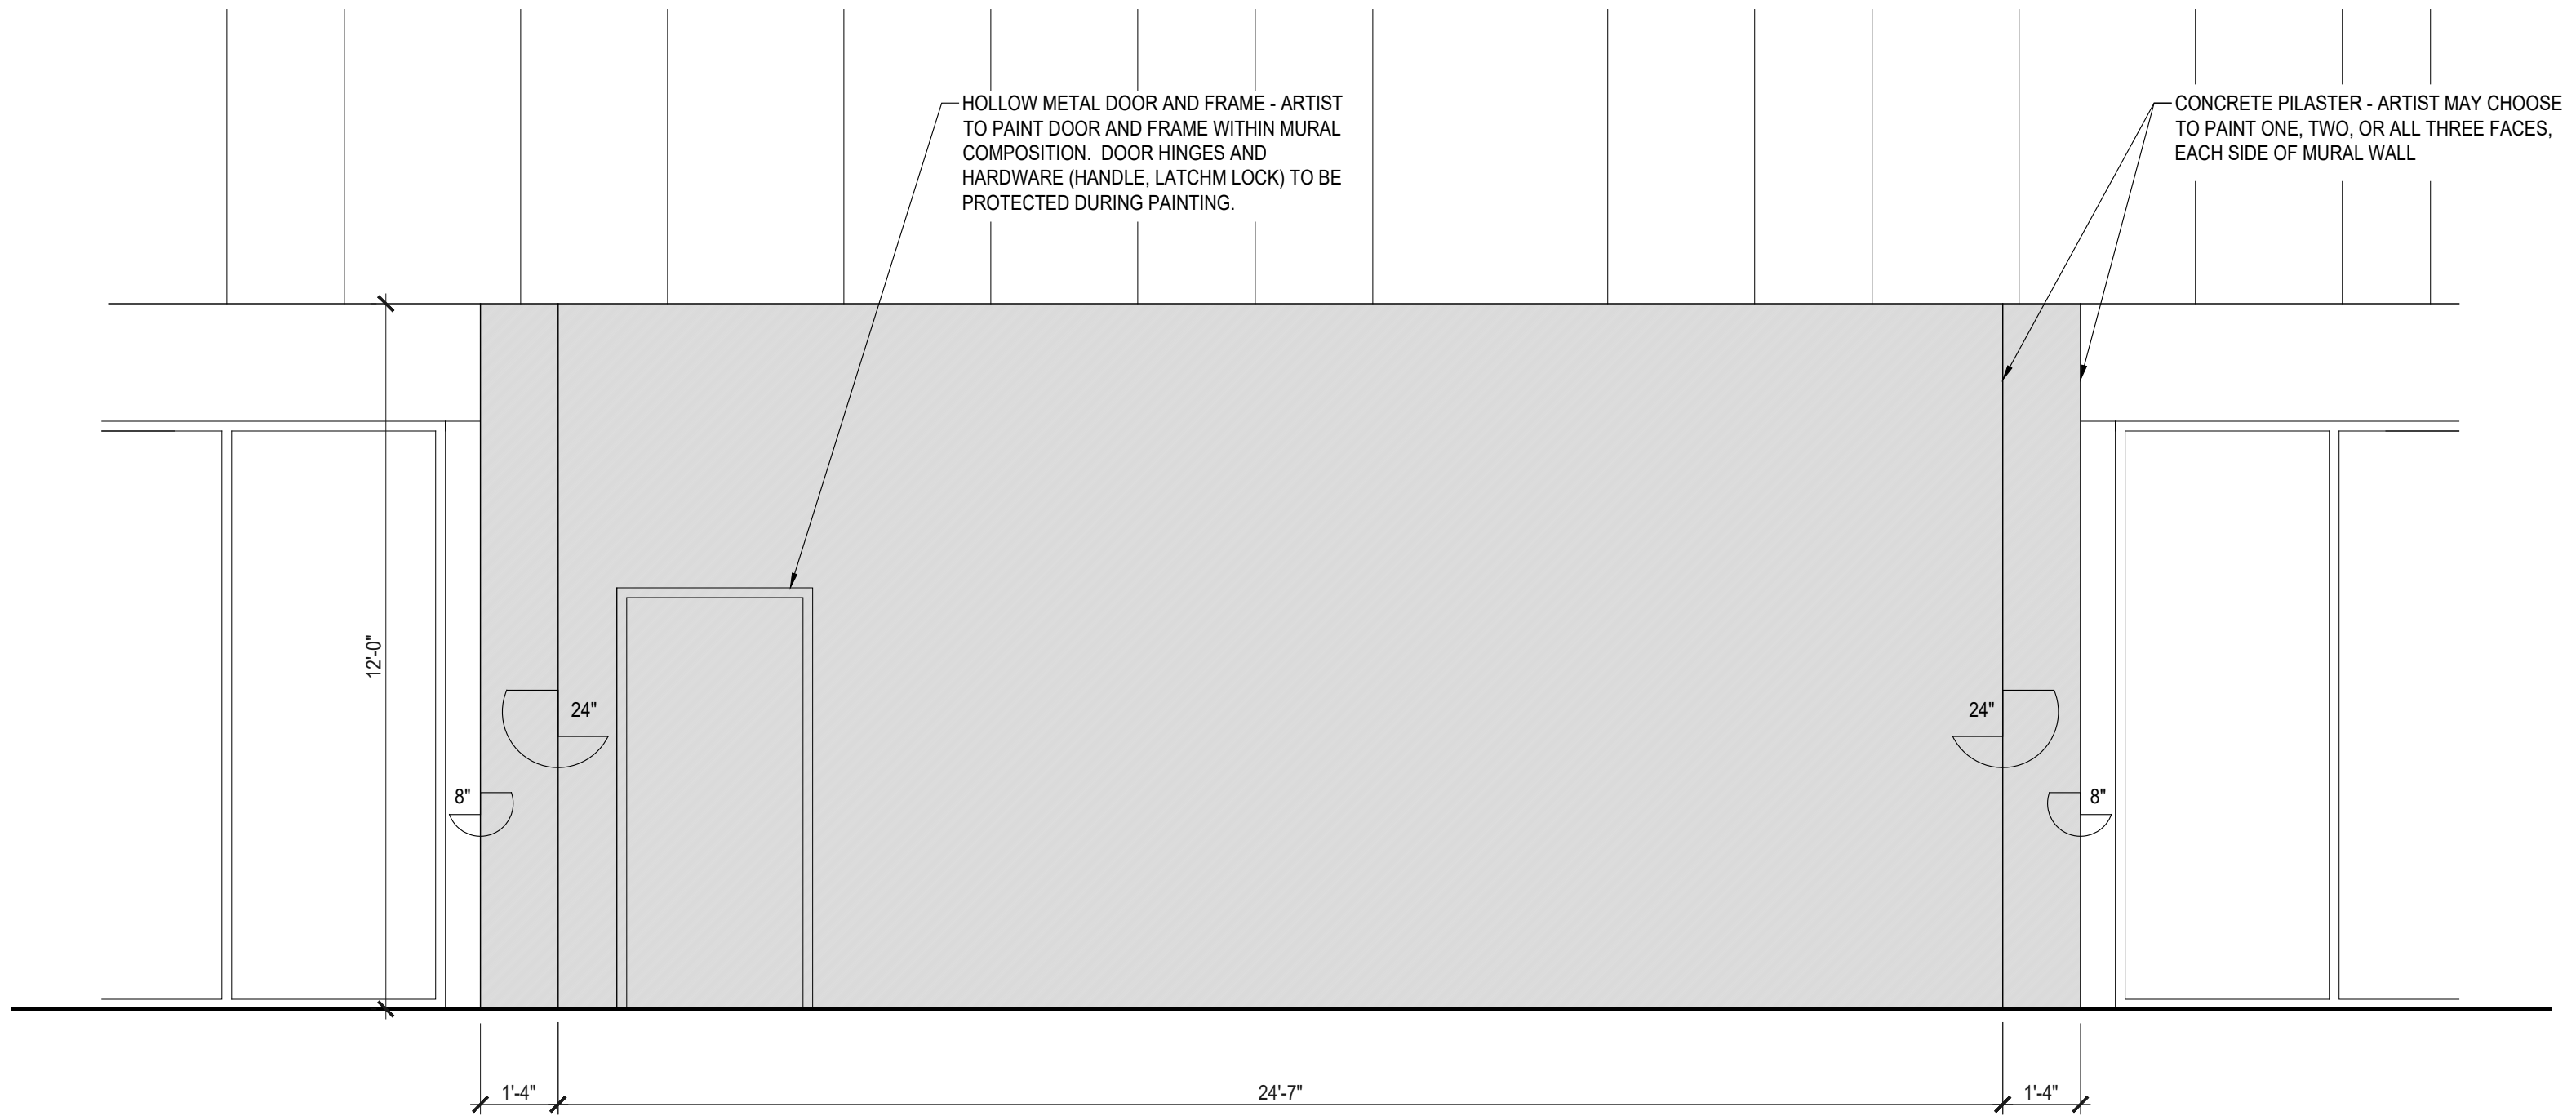 HOLLOW METAL DOOR AND FRAME - ARTIST
TO PAINT DOOR AND FRAME WITHIN MURAL
COMPOSITION.  DOOR HINGES AND
HARDWARE (HANDLE, LATCHM LOCK) TO BE
PROTECTED DURING PAINTING.
CONCRETE PILASTER - ARTIST MAY CHOOSE
TO PAINT ONE, TWO, OR ALL THREE FACES,
EACH SIDE OF MURAL WALL
12'-0"
24"
24"
8"
8"
1'-4"
24'-7"
1'-4"